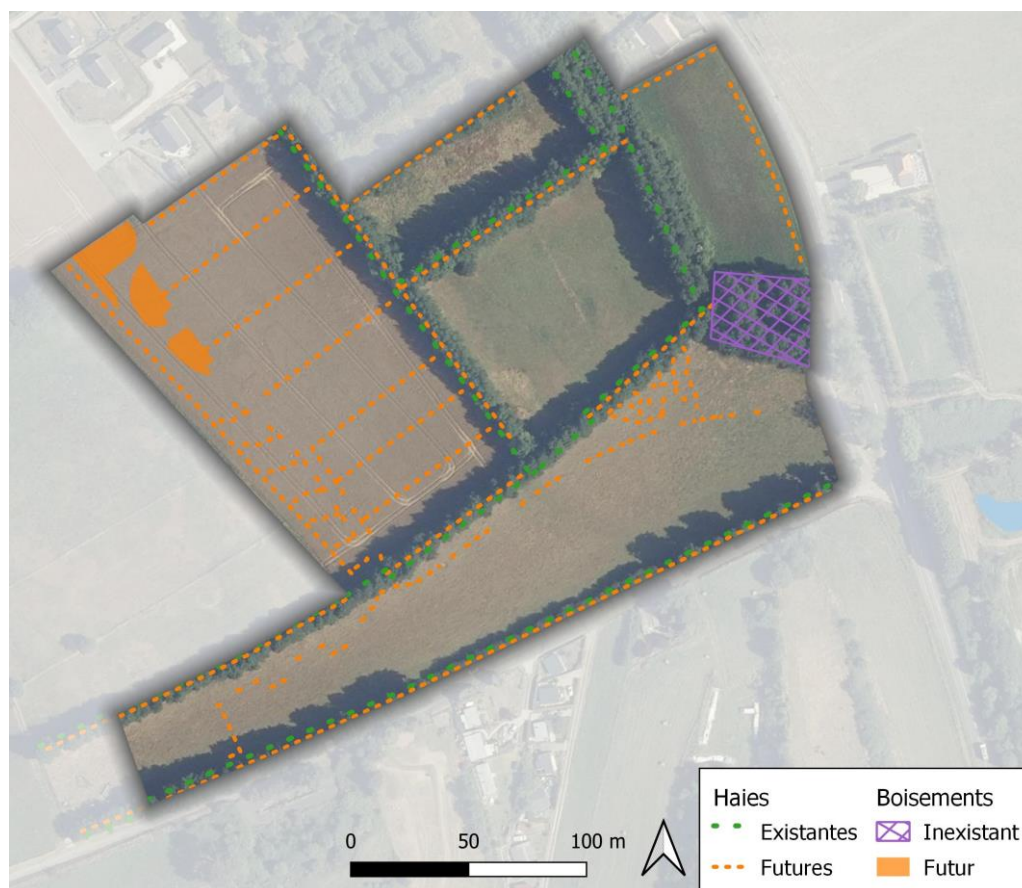 0 50 100 m
Haies
Existantes
Futures
Boisements
Inexistant
Futur